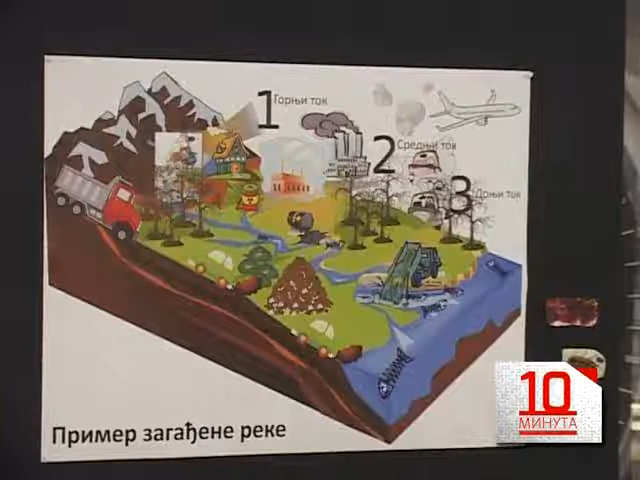 1 Горњи ток
2 Средњи ток
3 Доњи ток
Пример загађене реке
10
МИНУТА